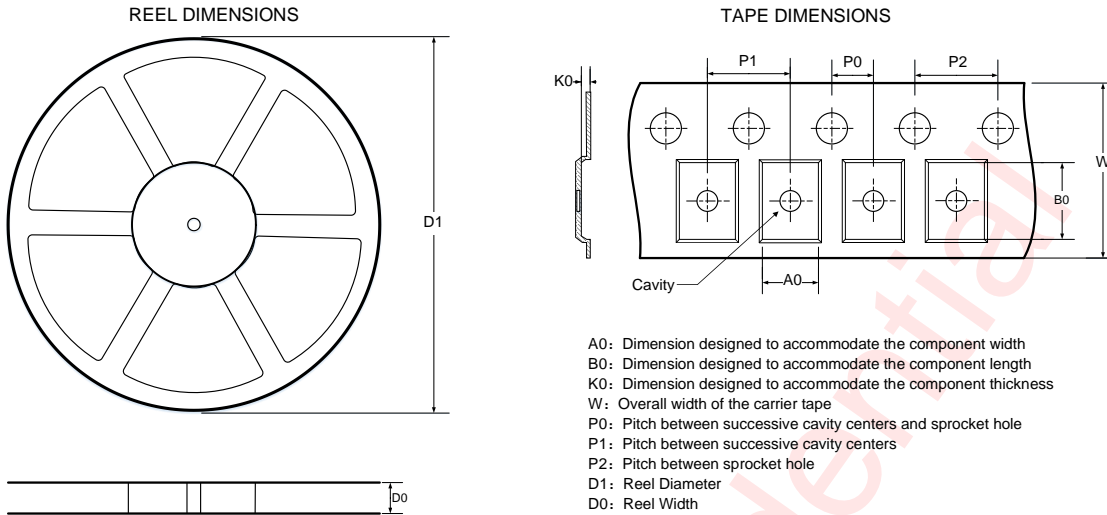 REEL DIMENSIONS
TAPE DIMENSIONS
D1
D0
K0
P1
P0
P2
W
B0
Cavity
A0
A0: Dimension designed to accommodate the component width
B0: Dimension designed to accommodate the component length
K0: Dimension designed to accommodate the component thickness
W: Overall width of the carrier tape
P0: Pitch between successive cavity centers and sprocket hole
P1: Pitch between successive cavity centers
P2: Pitch between sprocket hole
D1: Reel Diameter
D0: Reel Width
dential